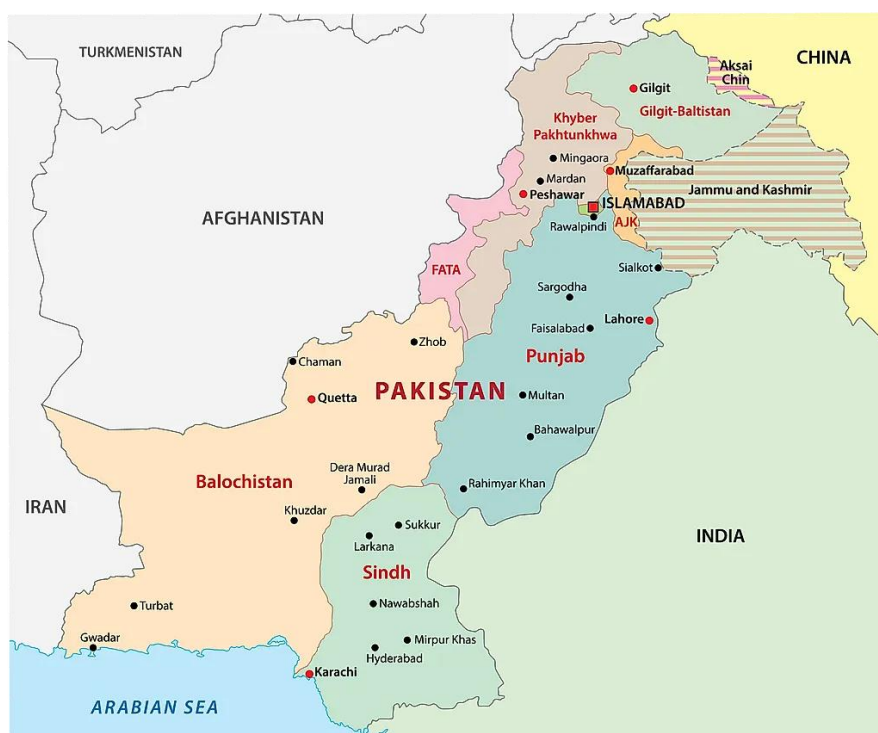 TURKMENISTAN
CHINA
Aksai
Chin
Gilgit
Gilgit-Baltistan
Khyber
Pakhtunkhwa
Mingaora
Muzaffarabad
Mardan
Jammu and Kashmir
Peshawar
ISLAMABAD
AFGHANISTAN
AJK
Rawalpindi
FATA
Sialkot
Sargodha
Lahore
Faisalabad
Zhob
Punjab
Chaman
PAKISTAN
Quetta
Multan
Bahawalpur
Dera Murad
Jamali
Balochistan
Rahimyar Khan
IRAN
Khuzdar
Sukkur
INDIA
Larkana
Sindh
Turbat
Nawabshah
Gwadar
Mirpur Khas
Hyderabad
Karachi
ARABIAN SEA